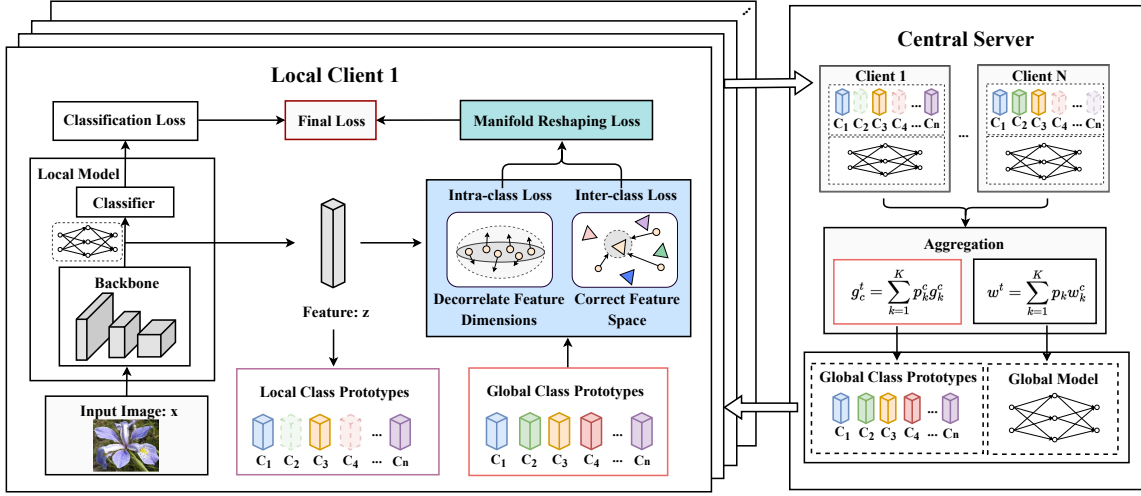 Local Client 1
Classification Loss
Final Loss
Manifold Reshaping Loss
Local Model
Classifier
Backbone
Input Image: x
Feature: z
Intra-class Loss
Inter-class Loss
Decorrelate Feature
Dimensions
Correct Feature
Space
Local Class Prototypes
C₁ C₂ C₃ C₄ ... Cₙ
Global Class Prototypes
C₁ C₂ C₃ C₄ ... Cₙ
...
Central Server
Client 1
C₁ C₂ C₃ C₄ ... Cₙ
...
Client N
C₁ C₂ C₃ C₄ ... Cₙ
Aggregation
$g_c^t = \sum_{k=1}^{K} p_k^c g_k^c$
$w^t = \sum_{k=1}^{K} p_k w_k^c$
Global Class Prototypes
C₁ C₂ C₃ C₄ ... Cₙ
Global Model